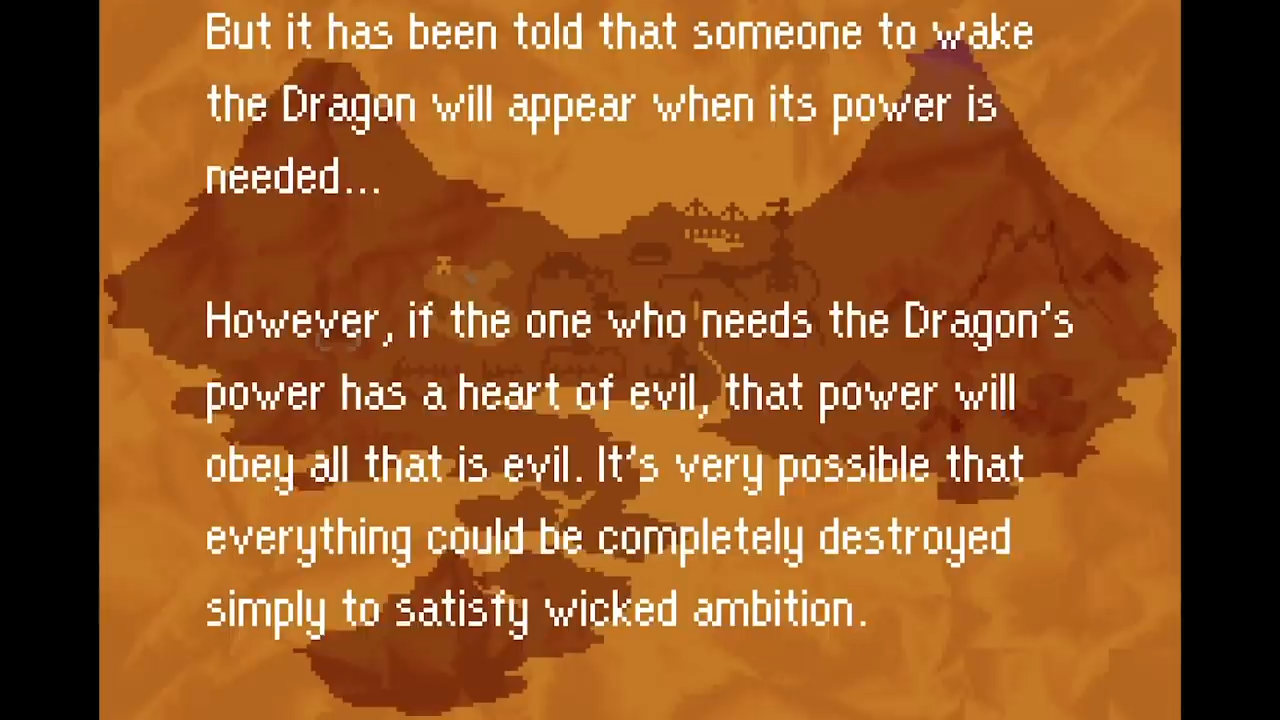 But it has been told that someone to wake
the Dragon will appear when its power is
needed...
However, if the one who needs the Dragon's
power has a heart of evil, that power will
obey all that is evil. It's very possible that
everything could be completely destroyed
simply to satisfy wicked ambition.